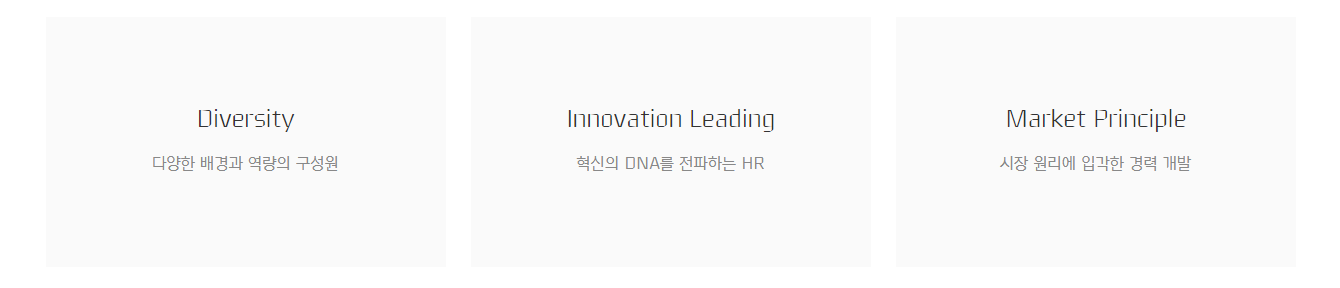 Diversity
다양한 배경과 역량의 구성원
Innovation Leading
혁신의 DNA를 전파하는 HR
Market Principle
시장 원리에 입각한 경력 개발